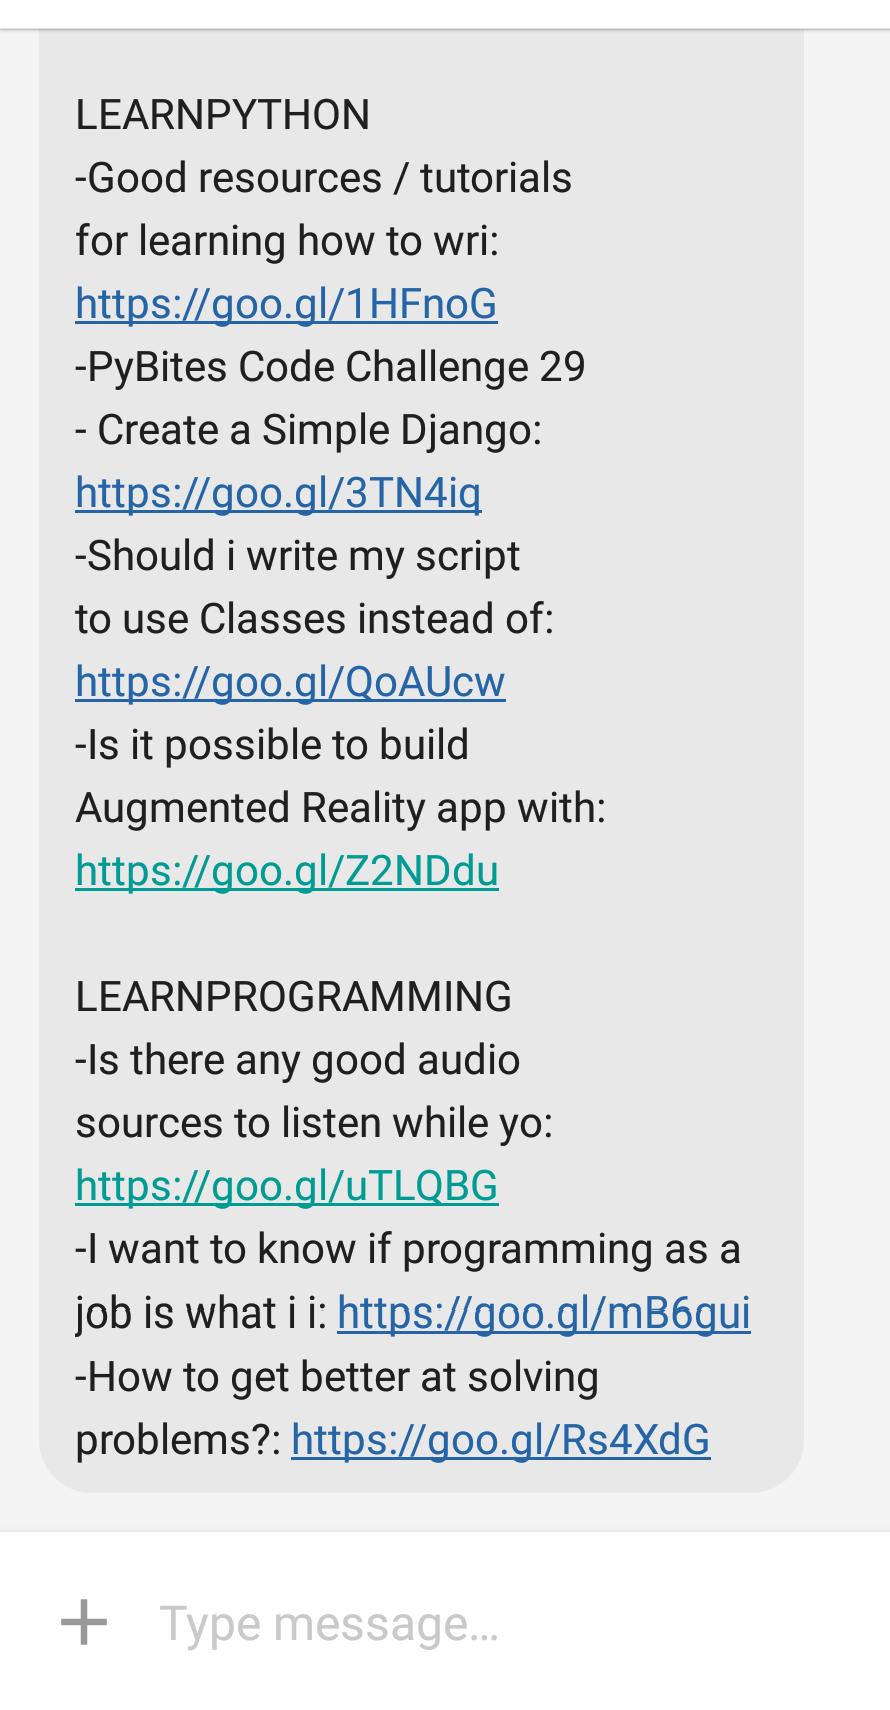 LEARNPYTHON
-Good resources / tutorials
for learning how to wri:
https://goo.gl/1HFnoG
-PyBites Code Challenge 29
- Create a Simple Django:
https://goo.gl/3TN4iq
-Should i write my script
to use Classes instead of:
https://goo.gl/QoAUcw
-Is it possible to build
Augmented Reality app with:
https://goo.gl/Z2NDdu
LEARNPROGRAMMING
-Is there any good audio
sources to listen while yo:
https://goo.gl/uTLQBG
-I want to know if programming as a
job is what i i: https://goo.gl/mB6gui
-How to get better at solving
problems?: https://goo.gl/Rs4XdG
+ Type message...